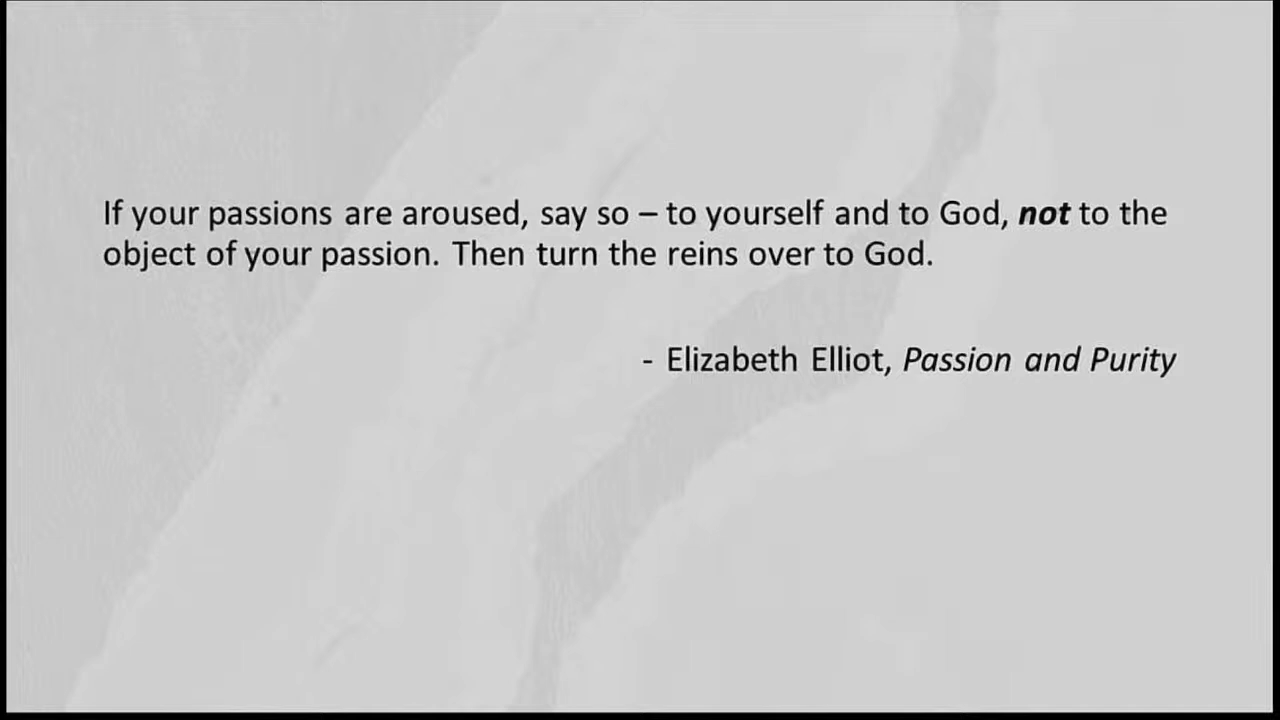 If your passions are aroused, say so – to yourself and to God, not to the
object of your passion. Then turn the reins over to God.
- Elizabeth Elliot, Passion and Purity